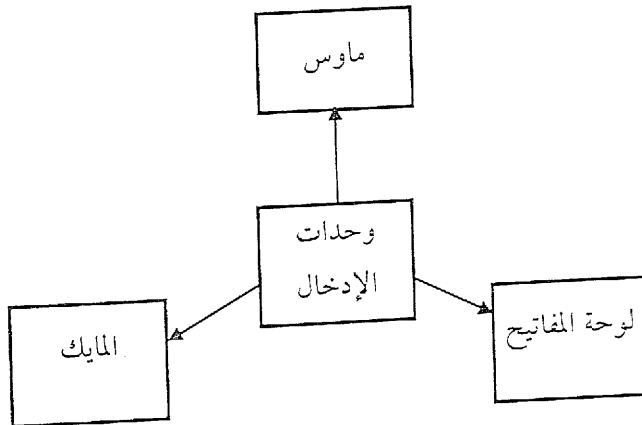 ماوس
وحدات
الإدخال
لوحة المفاتيح
المايك